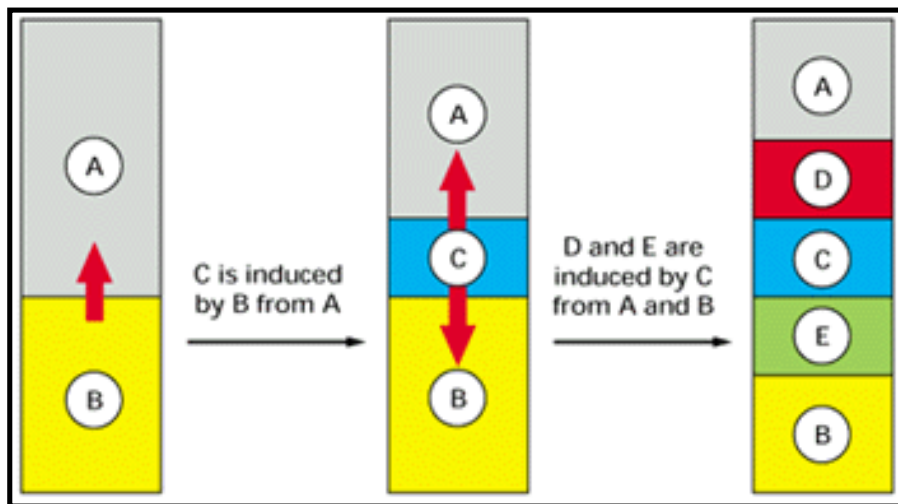 A
B
C is induced
by B from A
A
C
B
D and E are
induced by C
from A and B
A
D
C
E
B